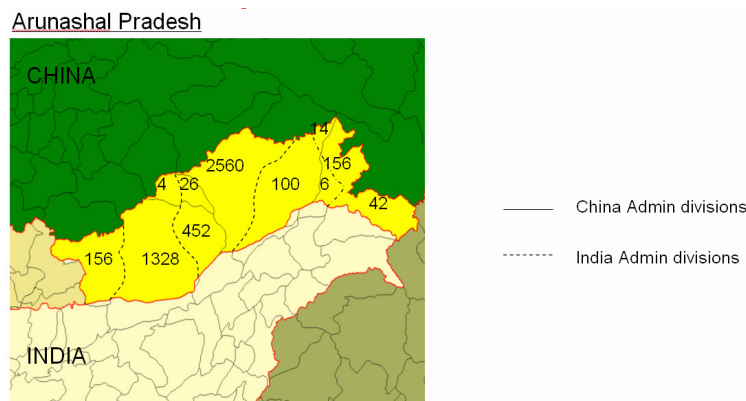 Arunashal Pradesh
CHINA
14
2560
156
4
26
100
6
42
452
156
1328
INDIA
China Admin divisions
India Admin divisions